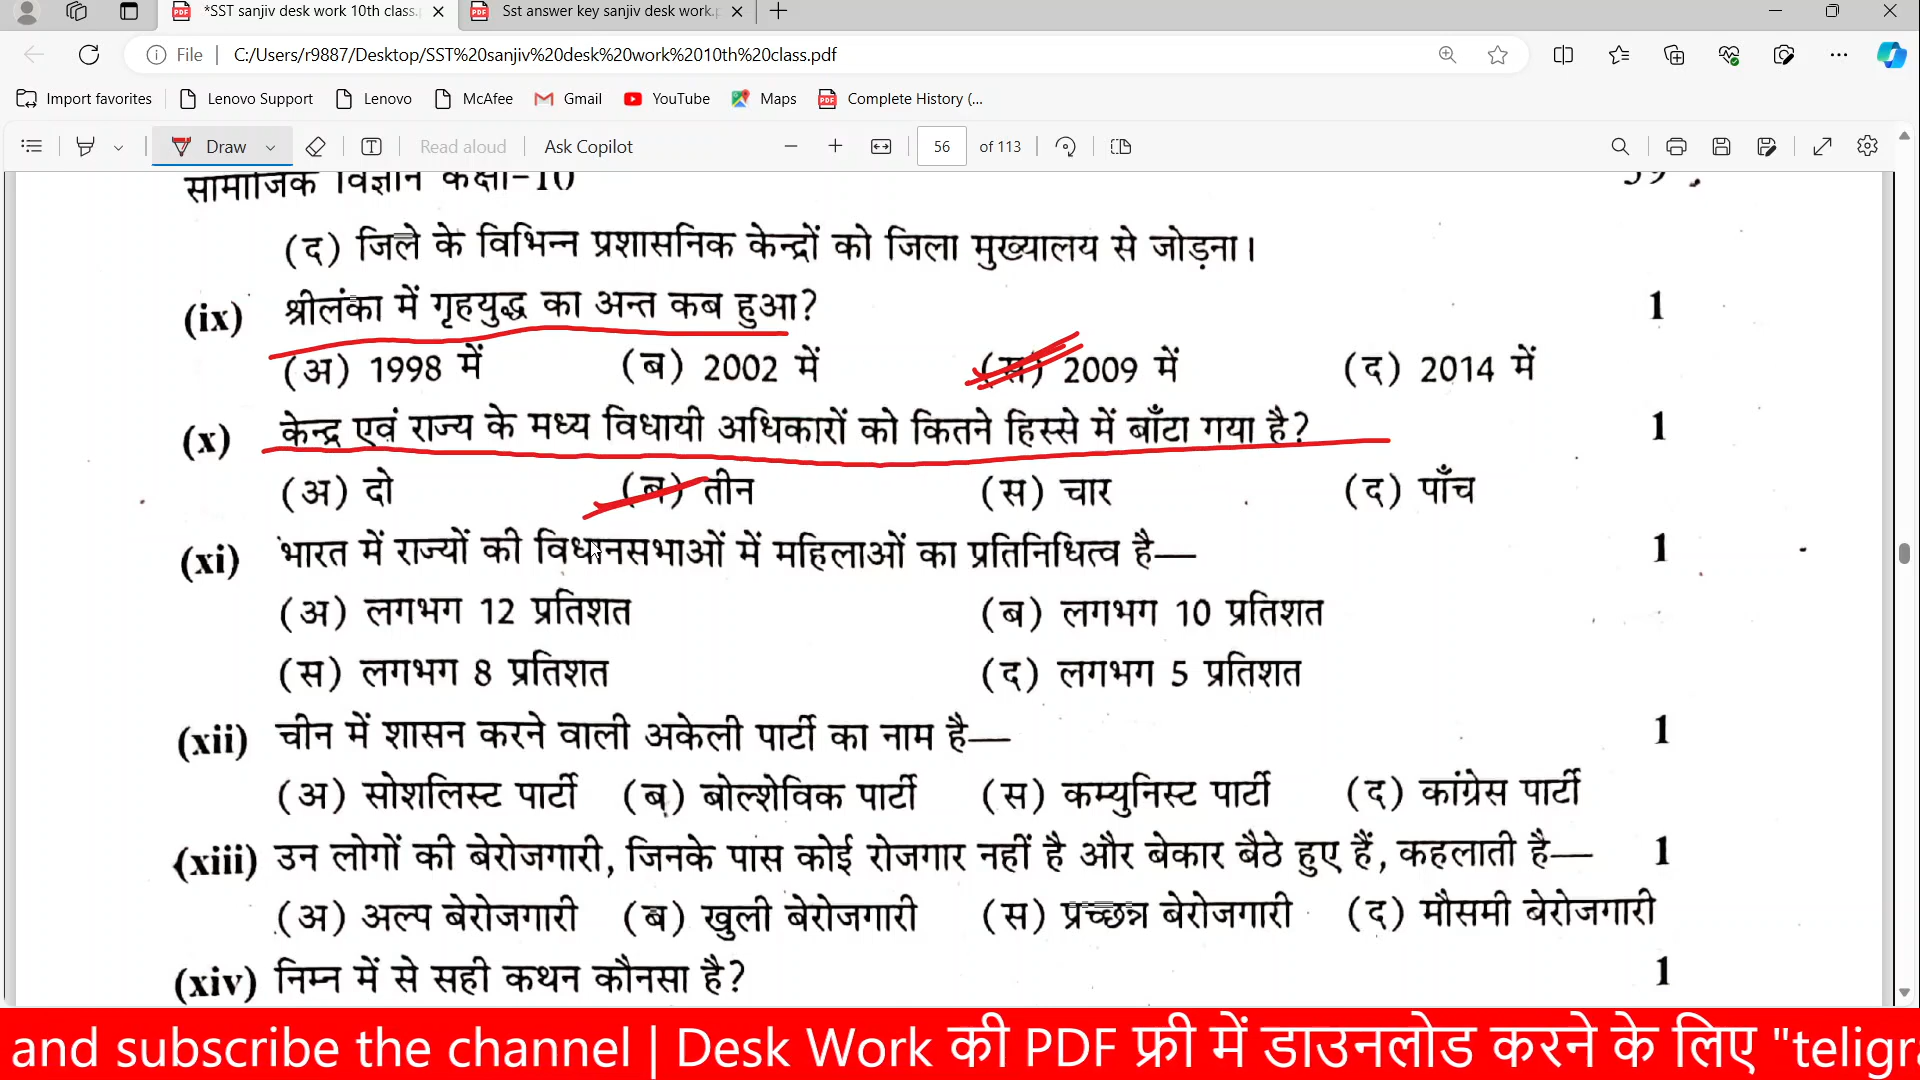 *SST sanjiv desk work 10th class.
Sst answer key sanjiv desk work.p
File C:/Users/r9887/Desktop/SST%20sanjiv%20desk%20work%2010th%20class.pdf
Import favorites Lenovo Support Lenovo McAfee Gmail YouTube Maps Complete History (...
Draw Read aloud Ask Copilot 56 of 113
सामाजिक विज्ञान कक्षा-10
(द) जिले के विभिन्न प्रशासनिक केन्द्रों को जिला मुख्यालय से जोड़ना।
(ix) श्रीलंका में गृहयुद्ध का अन्त कब हुआ? 1
(अ) 1998 में (ब) 2002 में (स) 2009 में (द) 2014 में
(x) केन्द्र एवं राज्य के मध्य विधायी अधिकारों को कितने हिस्से में बाँटा गया है? 1
(अ) दो (ब) तीन (स) चार (द) पाँच
(xi) भारत में राज्यों की विधानसभाओं में महिलाओं का प्रतिनिधित्व है— 1
(अ) लगभग 12 प्रतिशत (ब) लगभग 10 प्रतिशत
(स) लगभग 8 प्रतिशत (द) लगभग 5 प्रतिशत
(xii) चीन में शासन करने वाली अकेली पार्टी का नाम है— 1
(अ) सोशलिस्ट पार्टी (ब) बोल्शेविक पार्टी (स) कम्युनिस्ट पार्टी (द) कांग्रेस पार्टी
(xiii) उन लोगों की बेरोजगारी, जिनके पास कोई रोजगार नहीं है और बेकार बैठे हुए हैं, कहलाती है— 1
(अ) अल्प बेरोजगारी (ब) खुली बेरोजगारी (स) प्रच्छन्न बेरोजगारी (द) मौसमी बेरोजगारी
(xiv) निम्न में से सही कथन कौनसा है? 1
and subscribe the channel | Desk Work की PDF फ्री में डाउनलोड करने के लिए "teligra